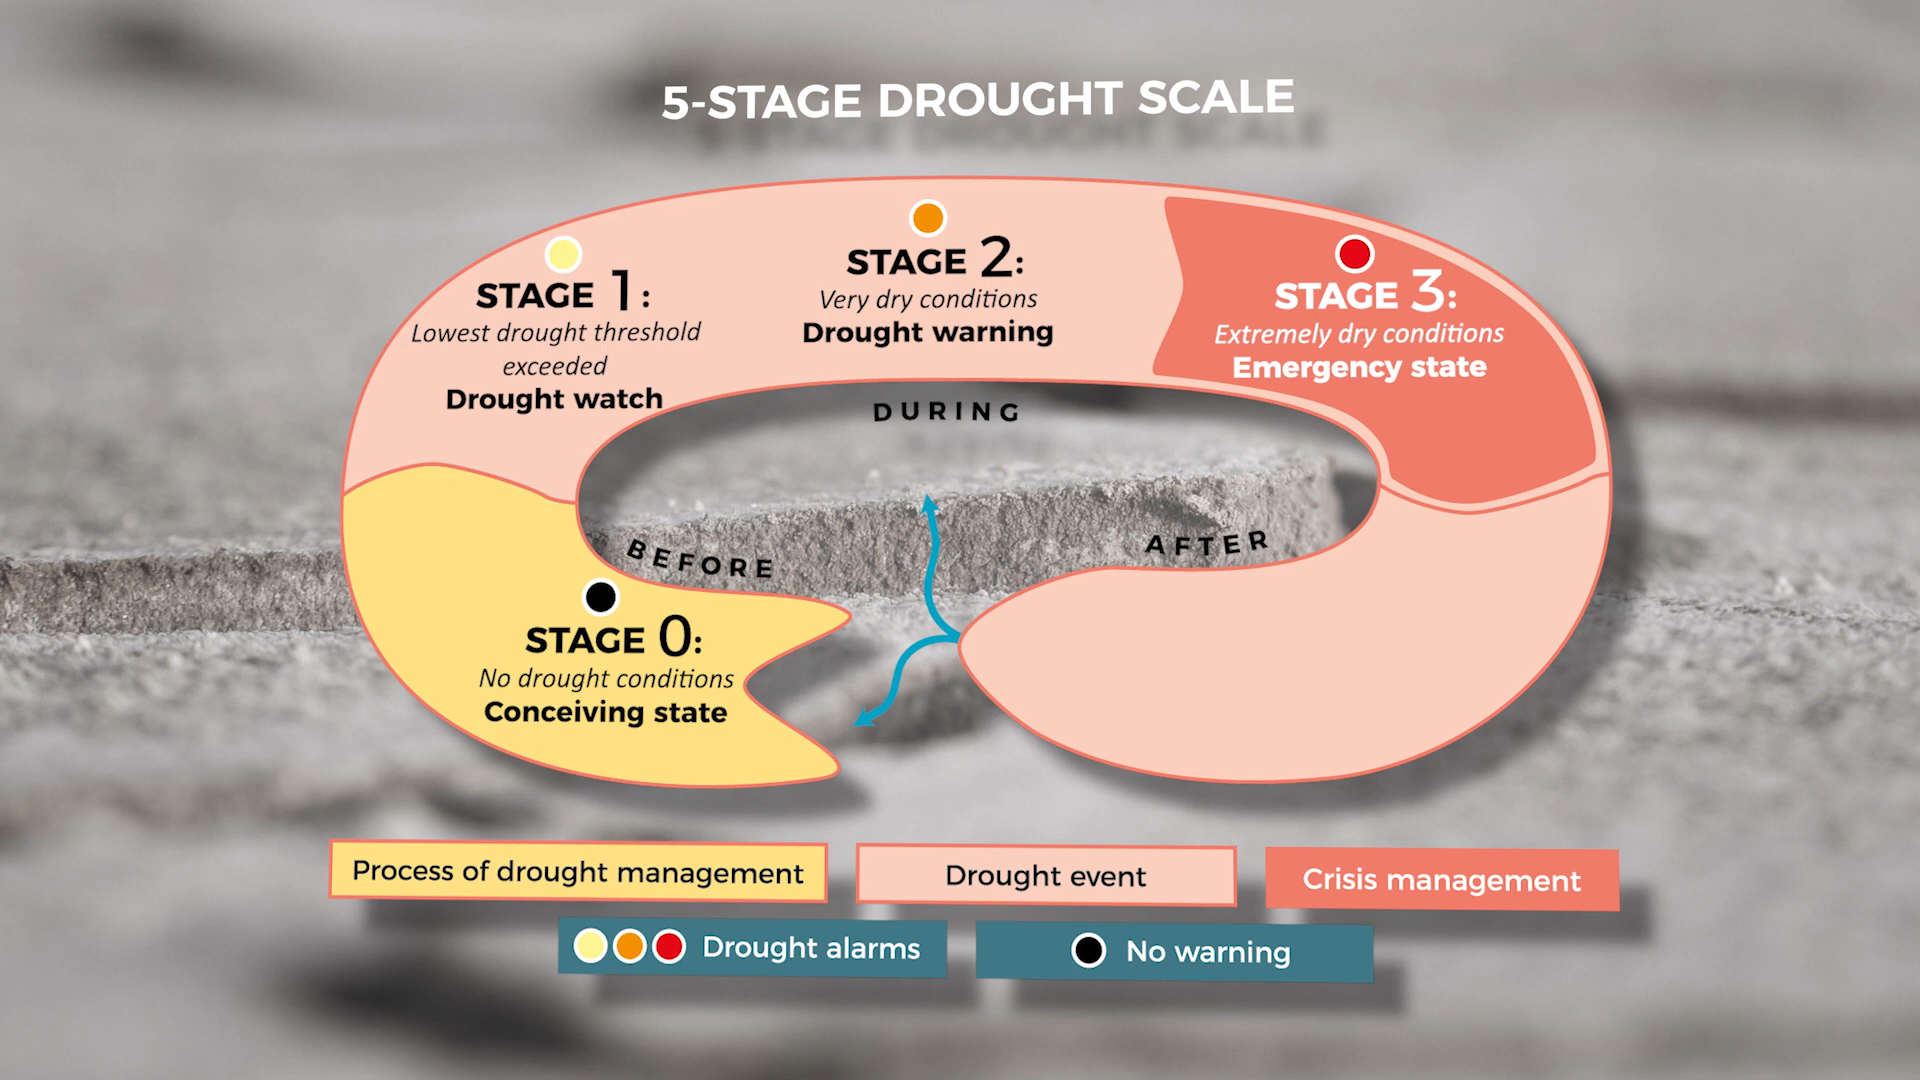 5-STAGE DROUGHT SCALE
STAGE 1:
Lowest drought threshold
exceeded
Drought watch
STAGE 2:
Very dry conditions
Drought warning
STAGE 3:
Extremely dry conditions
Emergency state
DURING
BEFORE
AFTER
STAGE 0:
No drought conditions
Conceiving state
Process of drought management
Drought event
Crisis management
Drought alarms
No warning